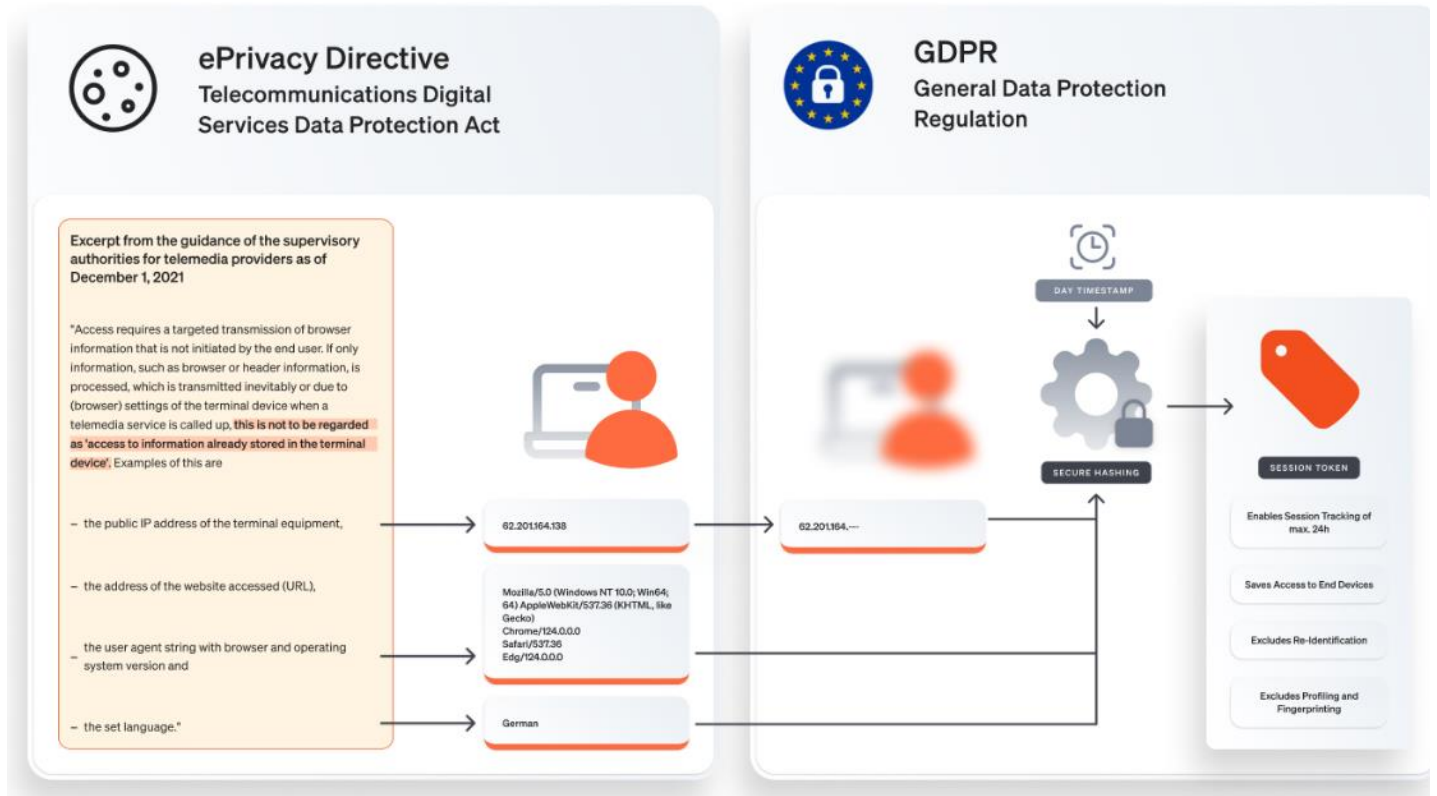 ePrivacy Directive
Telecommunications Digital
Services Data Protection Act
Excerpt from the guidance of the supervisory
authorities for telemedia providers as of
December 1, 2021
"Access requires a targeted transmission of browser
information that is not initiated by the end user. If only
information, such as browser or header information, is
processed, which is transmitted inevitably or due to
(browser) settings of the terminal device when a
telemedia service is called up, this is not to be regarded
as 'access to information already stored in the terminal
device'. Examples of this are
– the public IP address of the terminal equipment,
– the address of the website accessed (URL),
– the user agent string with browser and operating
system version and
– the set language."
62.201.164.138
Mozilla/5.0 (Windows NT 10.0; Win64;
64) AppleWebKit/537.36 (KHTML, like
Gecko)
Chrome/124.0.0.0
Safari/537.36
Edg/124.0.0.0
German
GDPR
General Data Protection
Regulation
62.201.164.---
DAY TIMESTAMP
SECURE HASHING
SESSION TOKEN
Enables Session Tracking of
max. 24h
Saves Access to End Devices
Excludes Re-Identification
Excludes Profiling and
Fingerprinting